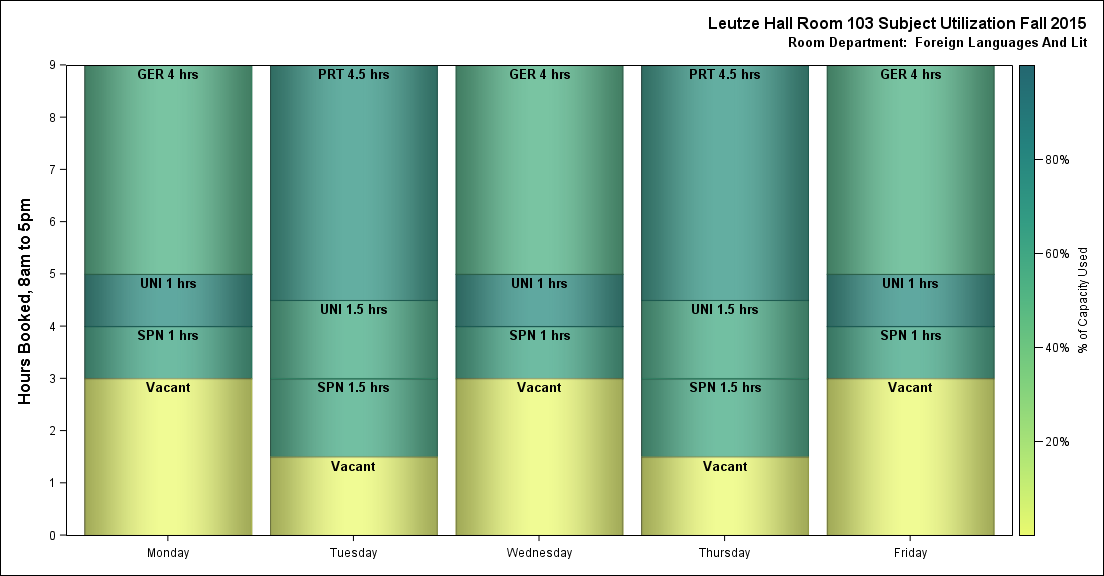 Leutze Hall Room 103 Subject Utilization Fall 2015
Room Department: Foreign Languages And Lit
Hours Booked, 8am to 5pm
9
8
7
6
5
4
3
2
1
0
GER 4 hrs
UNI 1 hrs
SPN 1 hrs
Vacant
Monday
PRT 4.5 hrs
UNI 1.5 hrs
SPN 1.5 hrs
Vacant
Tuesday
GER 4 hrs
UNI 1 hrs
SPN 1 hrs
Vacant
Wednesday
PRT 4.5 hrs
UNI 1.5 hrs
SPN 1.5 hrs
Vacant
Thursday
GER 4 hrs
UNI 1 hrs
SPN 1 hrs
Vacant
Friday
80%
60%
40%
20%
% of Capacity Used